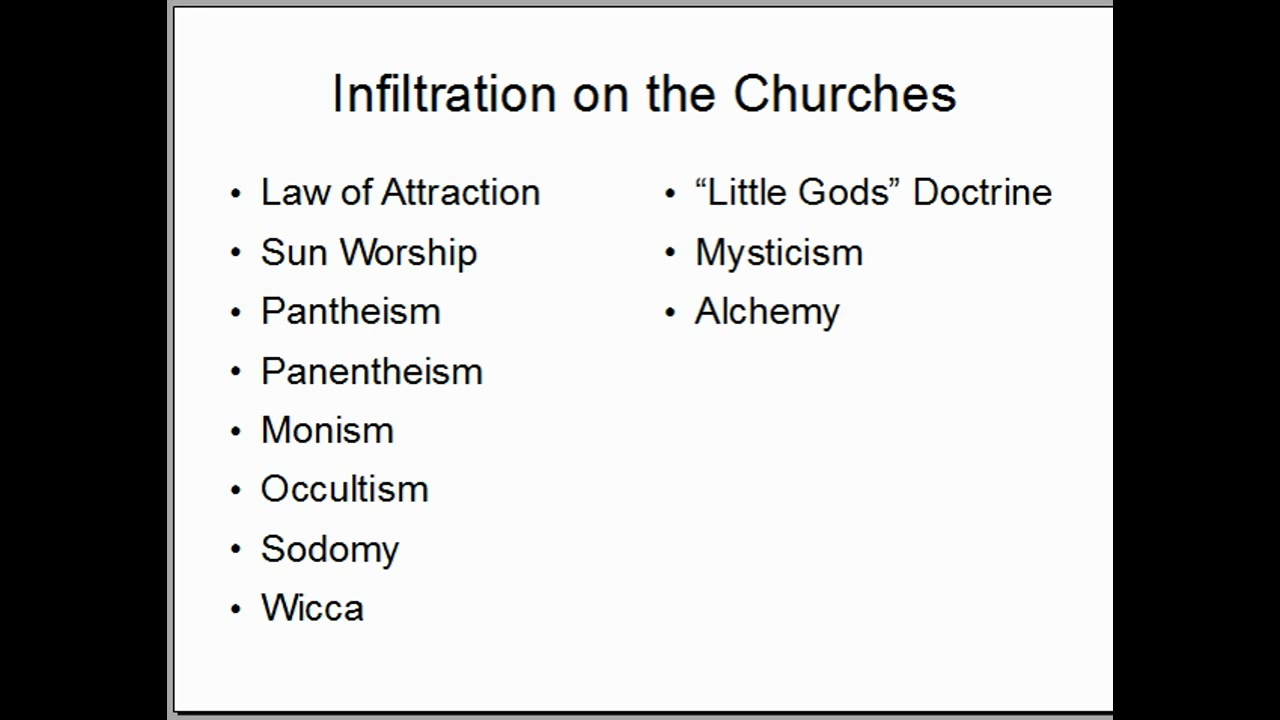 Infiltration on the Churches
• Law of Attraction
• Sun Worship
• Pantheism
• Panentheism
• Monism
• Occultism
• Sodomy
• Wicca
• “Little Gods” Doctrine
• Mysticism
• Alchemy